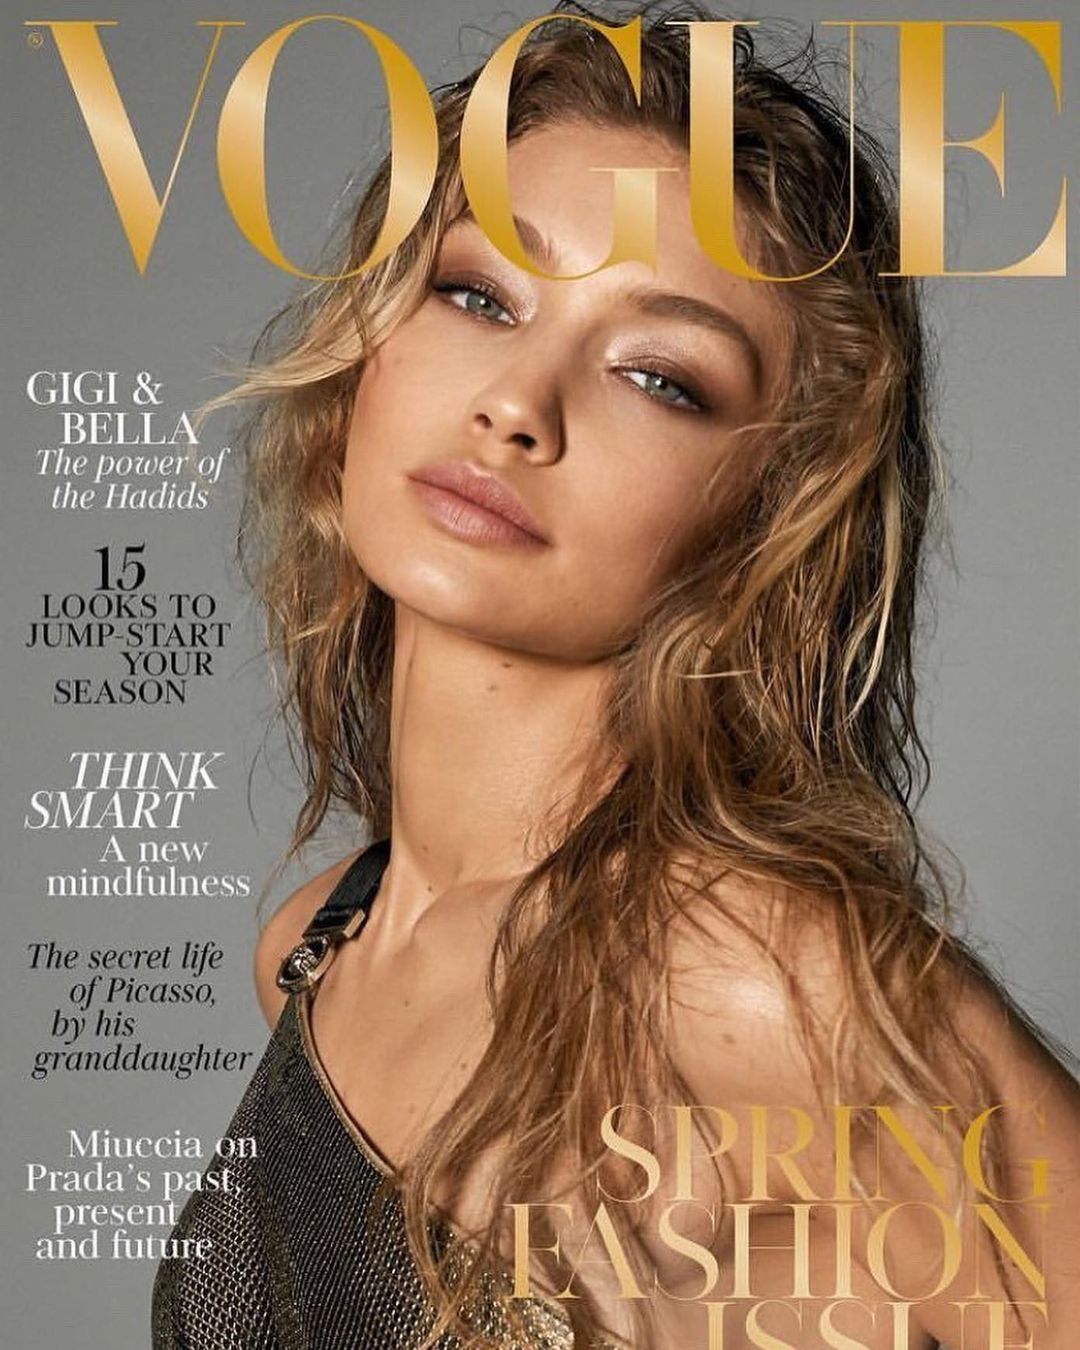 VOGUE
GIGI &
BELLA
The power of
the Hadids
15
LOOKS TO
JUMP-START
YOUR
SEASON
THINK
SMART
A new
mindfulness
The secret life
of Picasso,
by his
granddaughter
Miuccia on
Prada's past,
present
and future
SPRING
FASHION
ISSUE